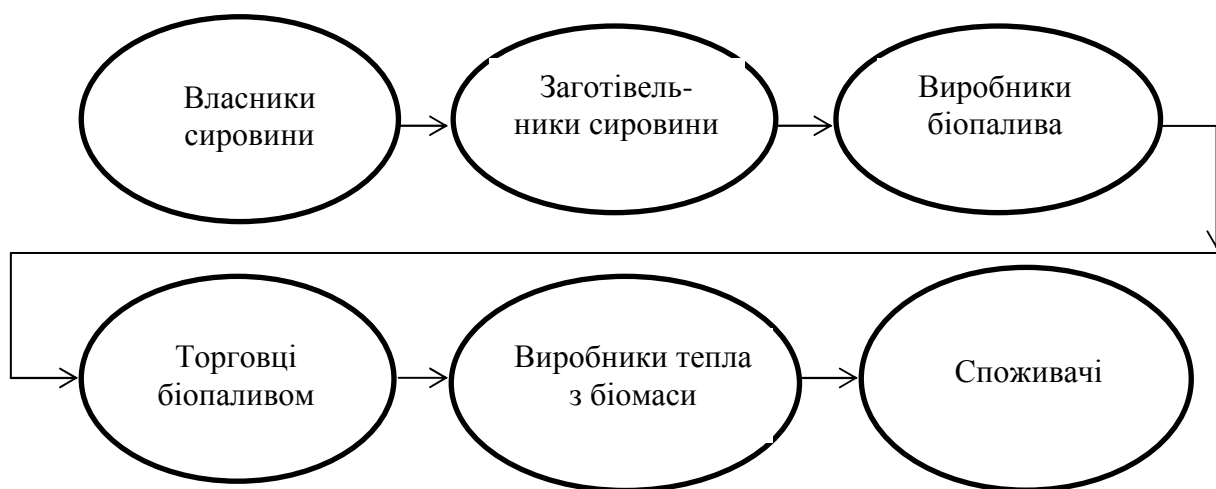 Власники
сировини
Заготівель-
ники сировини
Виробники
біопалива
Торговці
біопаливом
Виробники тепла
з біомаси
Споживачі